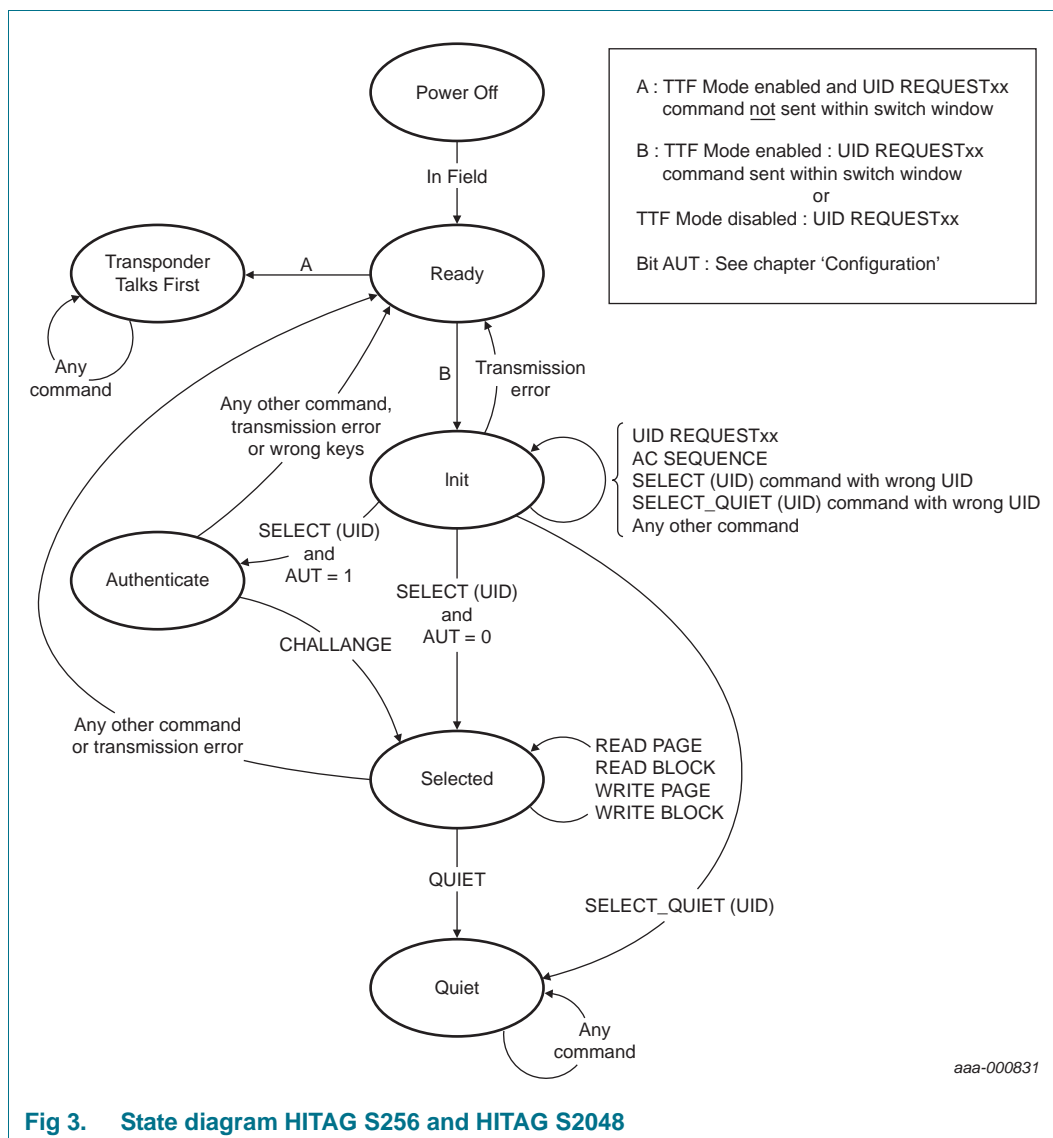 Power Off
A : TTF Mode enabled and UID REQUESTxx
command not sent within switch window
B : TTF Mode enabled : UID REQUESTxx
command sent within switch window
or
TTF Mode disabled : UID REQUESTxx
Bit AUT : See chapter 'Configuration'
In Field
Transponder
Talks First
A
Ready
Any
command
B
Transmission
error
Any other command,
transmission error
or wrong keys
Init
UID REQUESTxx
AC SEQUENCE
SELECT (UID) command with wrong UID
SELECT_QUIET (UID) command with wrong UID
Any other command
SELECT (UID)
and
AUT = 1
Authenticate
SELECT (UID)
and
AUT = 0
CHALLANGE
Any other command
or transmission error
Selected
READ PAGE
READ BLOCK
WRITE PAGE
WRITE BLOCK
QUIET
SELECT_QUIET (UID)
Quiet
Any
command
aaa-000831
Fig 3. State diagram HITAG S256 and HITAG S2048